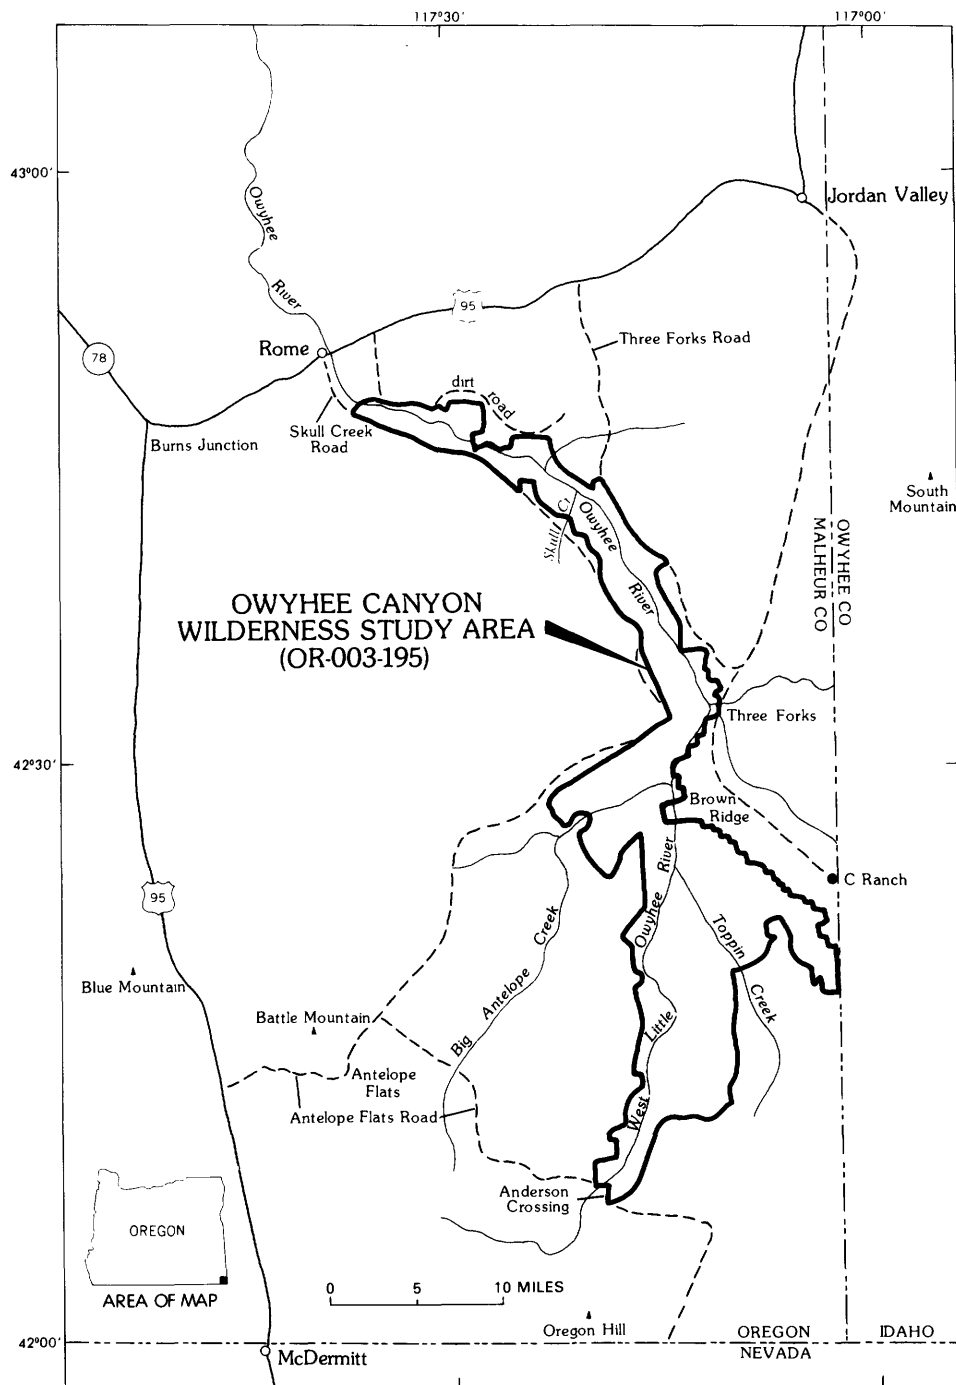 117°30'
117°00'
43°00'
Jordan Valley
Owyhee
River
95
Rome
Three Forks Road
78
dirt
road
Burns Junction
Skull Creek
Road
South
Mountain
Skull Cr
Owyhee
River
OWYHEE CO
MALHEUR CO
OWYHEE CANYON
WILDERNESS STUDY AREA
(OR-003-195)
Three Forks
42°30'
Brown
Ridge
C Ranch
95
River
Owyhee
Little
West
Toppin
Creek
Big Antelope Creek
Blue Mountain
Battle Mountain
Antelope
Flats
Antelope Flats Road
Anderson
Crossing
OREGON
AREA OF MAP
0 5 10 MILES
Oregon Hill
OREGON
NEVADA
IDAHO
42°00'
McDermitt